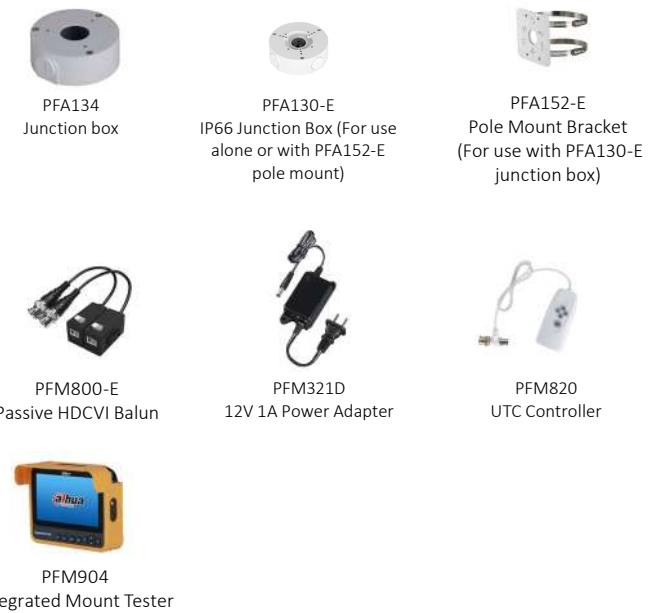 PFA134
Junction box
PFA130-E
IP66 Junction Box (For use
alone or with PFA152-E
pole mount)
PFA152-E
Pole Mount Bracket
(For use with PFA130-E
junction box)
PFM800-E
Passive HDCVI Balun
PFM321D
12V 1A Power Adapter
PFM820
UTC Controller
alhua
PFM904
egrated Mount Tester